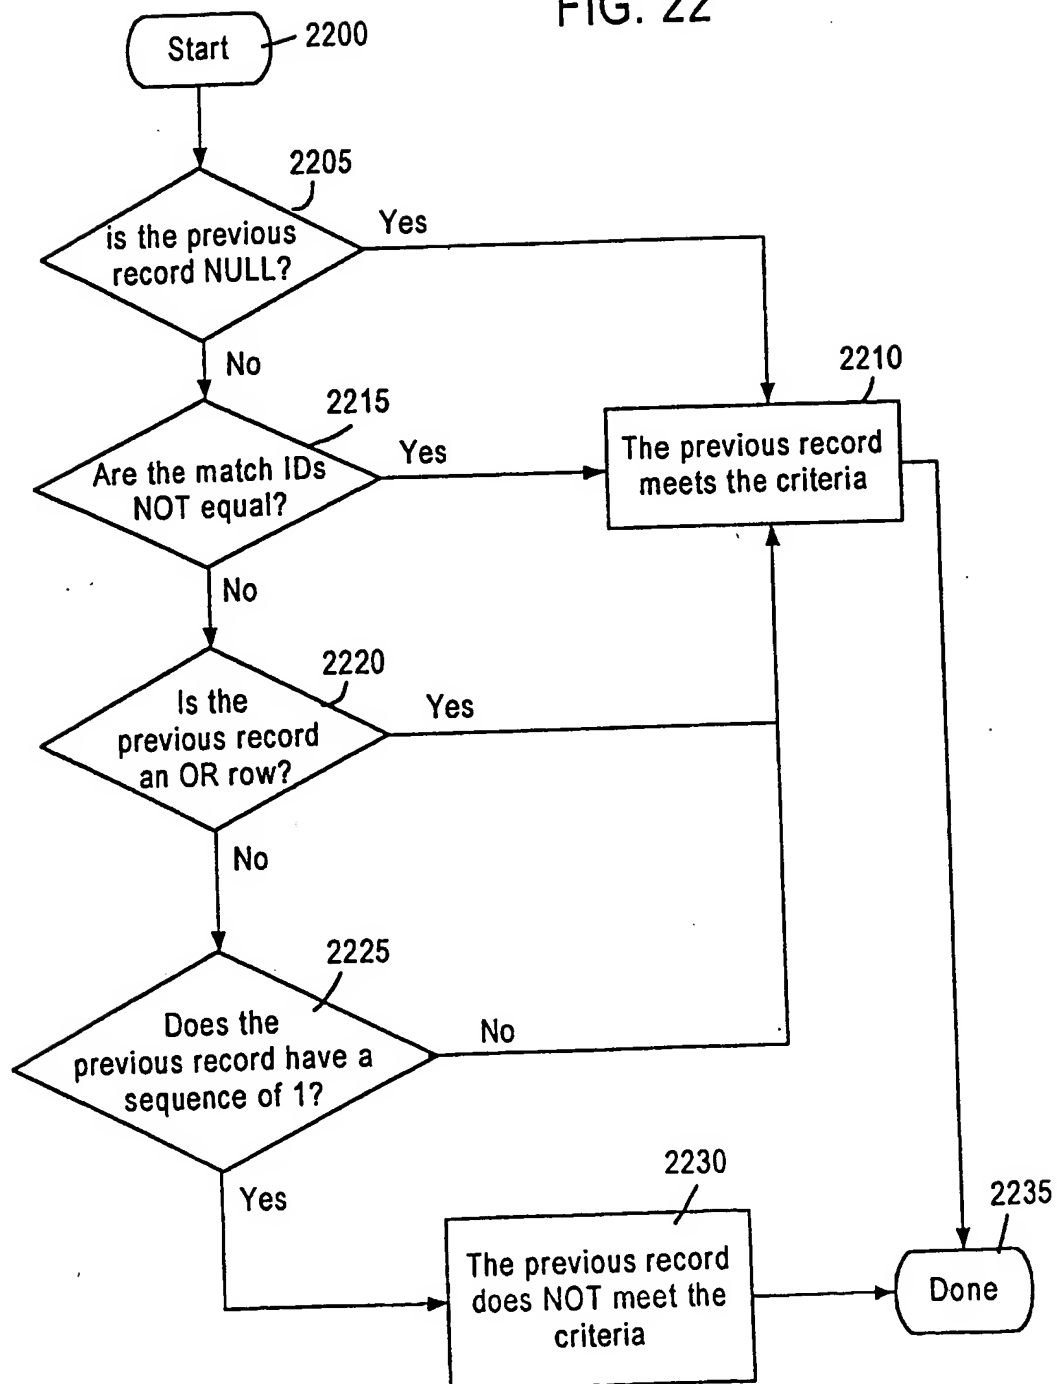 FIG. 22
Start
2200
2205
is the previous
record NULL?
Yes
No
2210
The previous record
meets the criteria
2215
Are the match IDs
NOT equal?
Yes
No
2220
Is the
previous record
an OR row?
Yes
No
2225
Does the
previous record have a
sequence of 1?
No
Yes
2230
The previous record
does NOT meet the
criteria
2235
Done